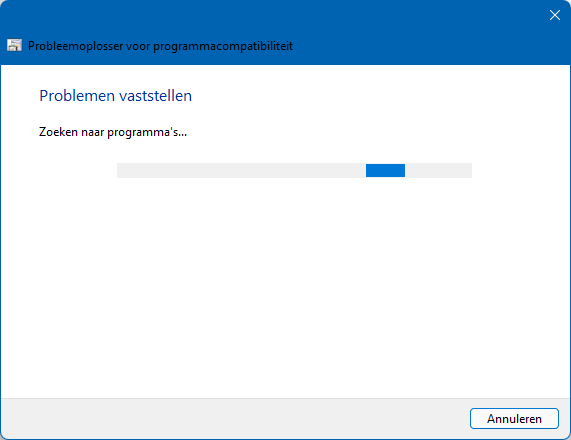 Probleemoplosser voor programmacompatibiliteit
Problemen vaststellen
Zoeken naar programma's...
Annuleren